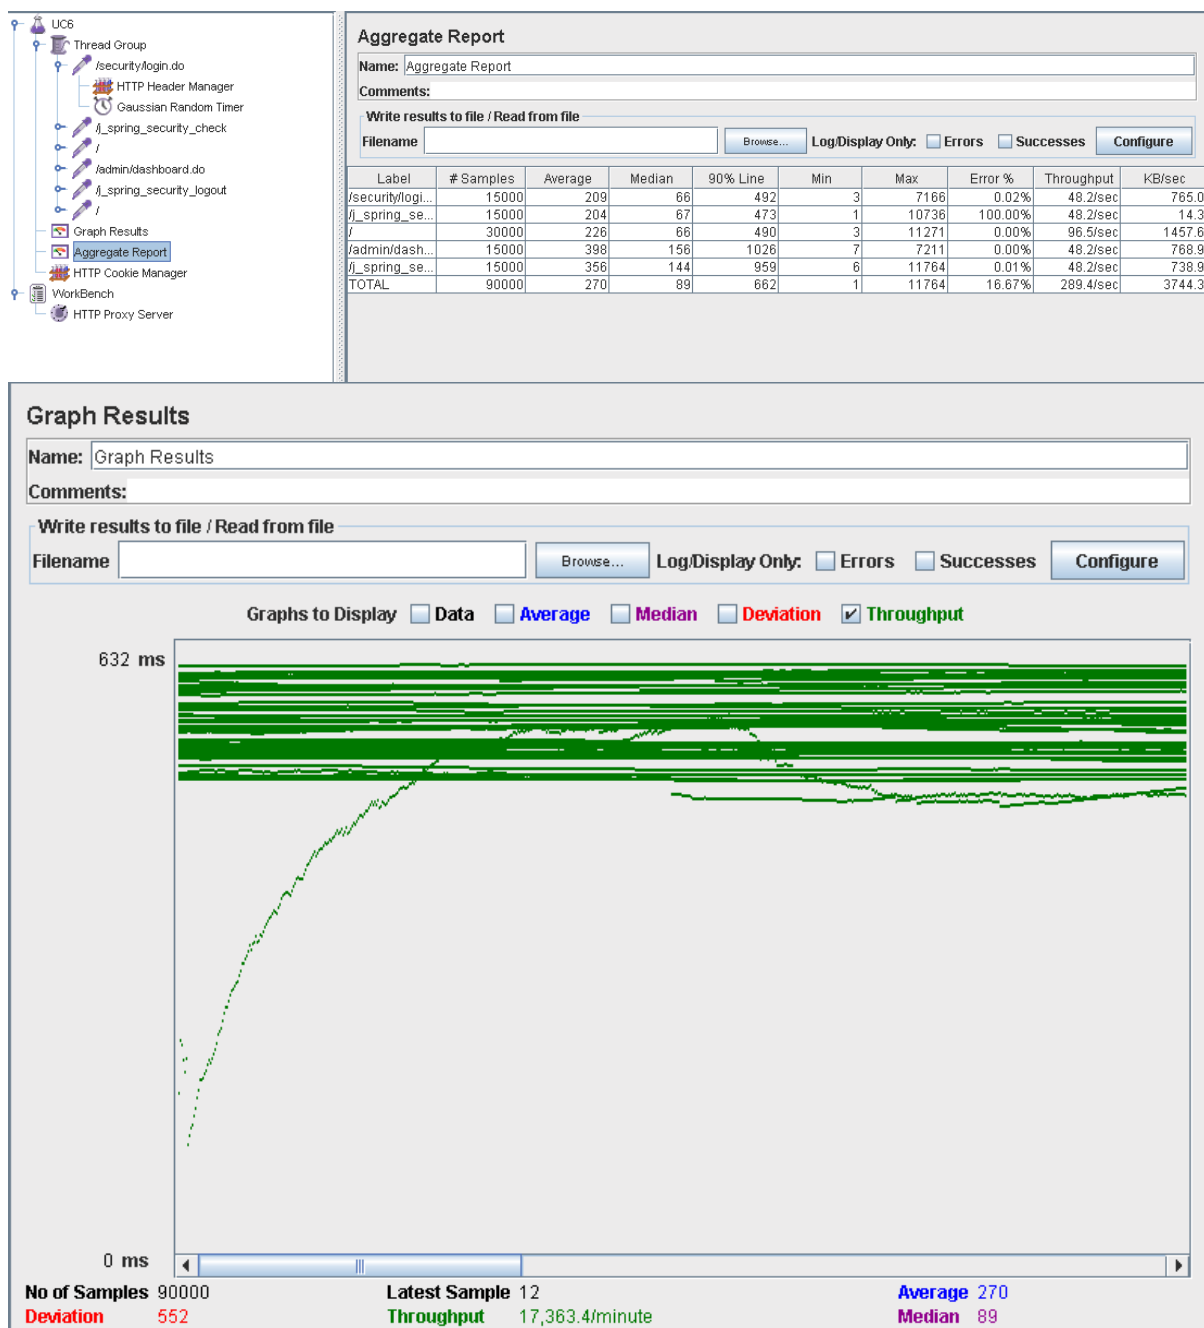 UC6
Thread Group
/security/login.do
HTTP Header Manager
Gaussian Random Timer
/j_spring_security_check
/
/admin/dashboard.do
/j_spring_security_logout
/
Graph Results
Aggregate Report
HTTP Cookie Manager
WorkBench
HTTP Proxy Server
Aggregate Report
Name: Aggregate Report
Comments:
Write results to file / Read from file
Filename Browse... Log/Display Only: Errors Successes Configure
Label # Samples Average Median 90% Line Min Max Error % Throughput KB/sec
/security/logi... 15000 209 66 492 3 7166 0.02% 48.2/sec 765.0
/j_spring_se... 15000 204 67 473 1 10736 100.00% 48.2/sec 14.3
/ 30000 226 66 490 3 11271 0.00% 96.5/sec 1457.6
/admin/dash... 15000 398 156 1026 7 7211 0.00% 48.2/sec 768.9
/j_spring_se... 15000 356 144 959 6 11764 0.01% 48.2/sec 738.9
TOTAL 90000 270 89 662 1 11764 16.67% 289.4/sec 3744.3
Graph Results
Name: Graph Results
Comments:
Write results to file / Read from file
Filename Browse... Log/Display Only: Errors Successes Configure
Graphs to Display Data Average Median Deviation Throughput
632 ms
0 ms
No of Samples 90000 Latest Sample 12 Average 270
Deviation 552 Throughput 17,363.4/minute Median 89